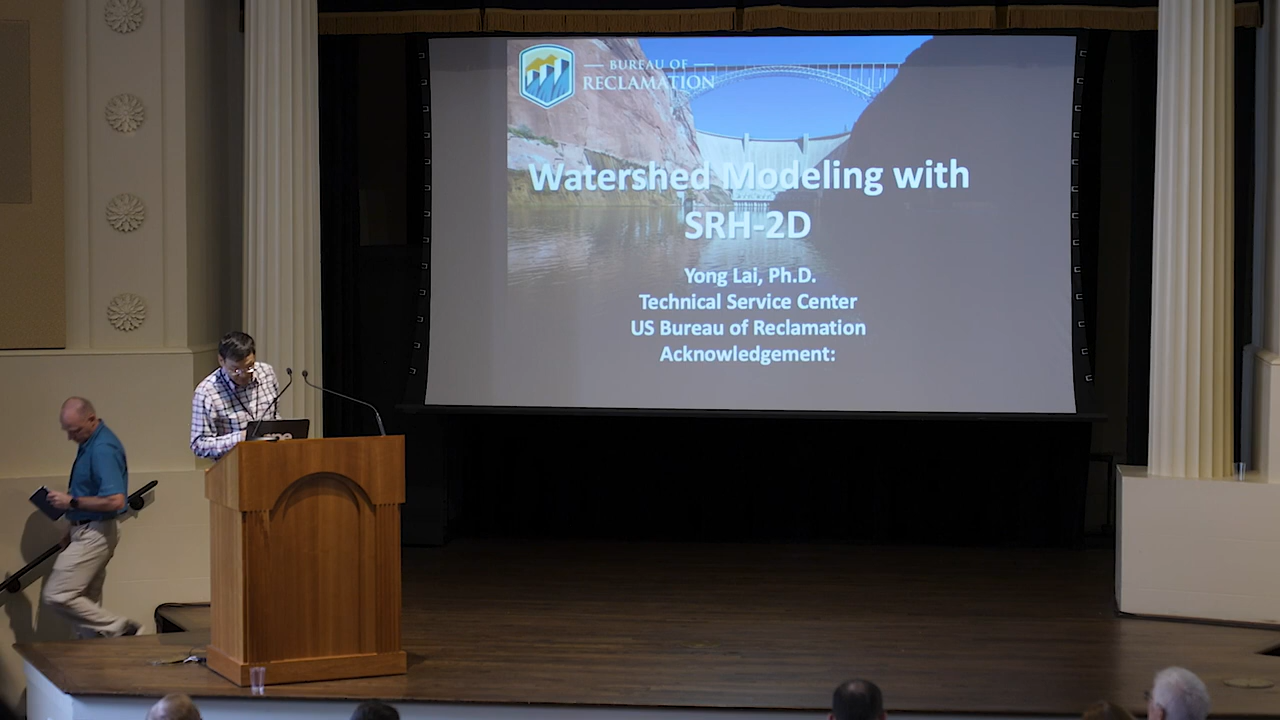 BUREAU OF
RECLAMATION
Watershed Modeling with
SRH-2D
Yong Lai, Ph.D.
Technical Service Center
US Bureau of Reclamation
Acknowledgement: